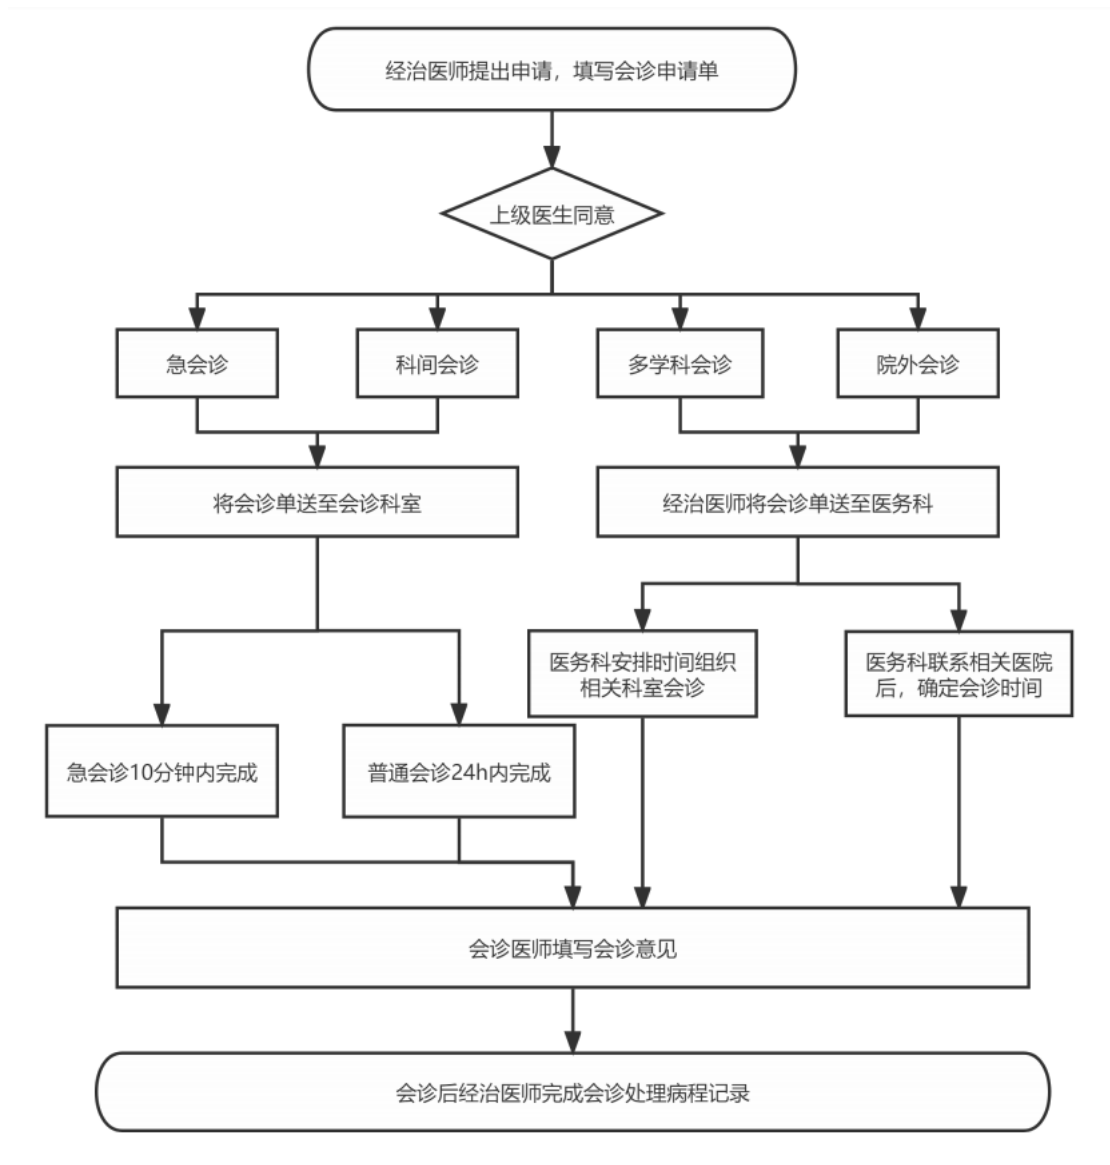 经治医师提出申请，填写会诊申请单
上级医生同意
急会诊
科间会诊
多学科会诊
院外会诊
将会诊单送至会诊科室
经治医师将会诊单送至医务科
医务科安排时间组织
相关科室会诊
医务科联系相关医院
后，确定会诊时间
急会诊10分钟内完成
普通会诊24h内完成
会诊医师填写会诊意见
会诊后经治医师完成会诊处理病程记录